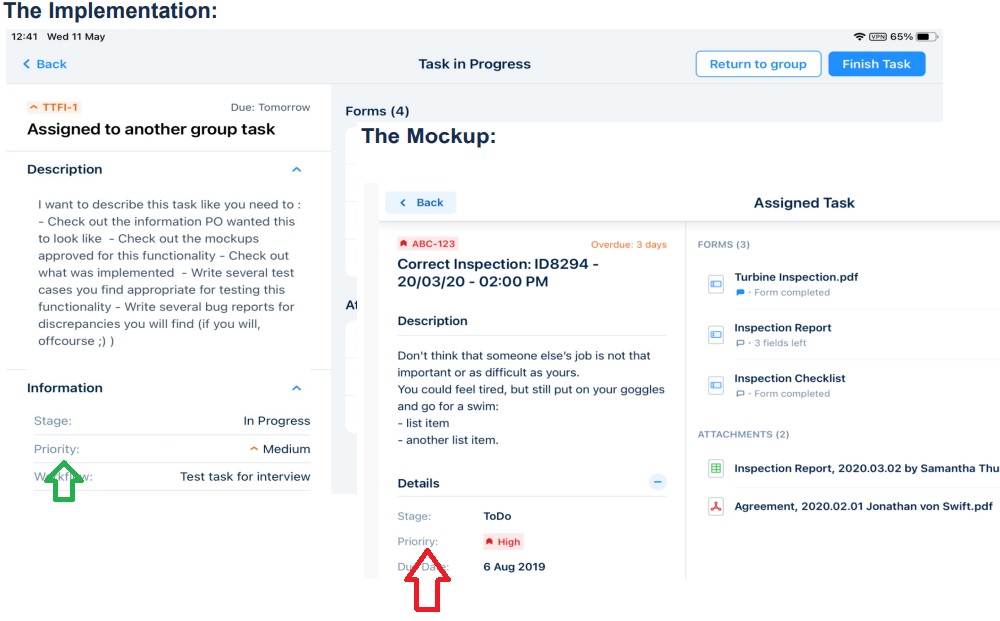 The Implementation:
12:41 Wed 11 May
VPN 65%
Back
Task in Progress
Return to group
Finish Task
TTFI-1
Due: Tomorrow
Assigned to another group task
Description
I want to describe this task like you need to :
- Check out the information PO wanted this
to look like - Check out the mockups
approved for this functionality - Check out
what was implemented - Write several test
cases you find appropriate for testing this
functionality - Write several bug reports for
discrepancies you will find (if you will,
offcourse ;) )
Information
Stage: In Progress
Priority: Medium
Test task for interview
Forms (4)
The Mockup:
Back
Assigned Task
ABC-123
Overdue: 3 days
Correct Inspection: ID8294 -
20/03/20 - 02:00 PM
Description
Don't think that someone else's job is not that
important or as difficult as yours.
You could feel tired, but still put on your goggles
and go for a swim:
- list item
- another list item.
Details
Stage: ToDo
Prioriry: High
Due Date: 6 Aug 2019
FORMS (3)
Turbine Inspection.pdf
· Form completed
Inspection Report
· 3 fields left
Inspection Checklist
· Form completed
ATTACHMENTS (2)
Inspection Report, 2020.03.02 by Samantha Thu
Agreement, 2020.02.01 Jonathan von Swift.pdf